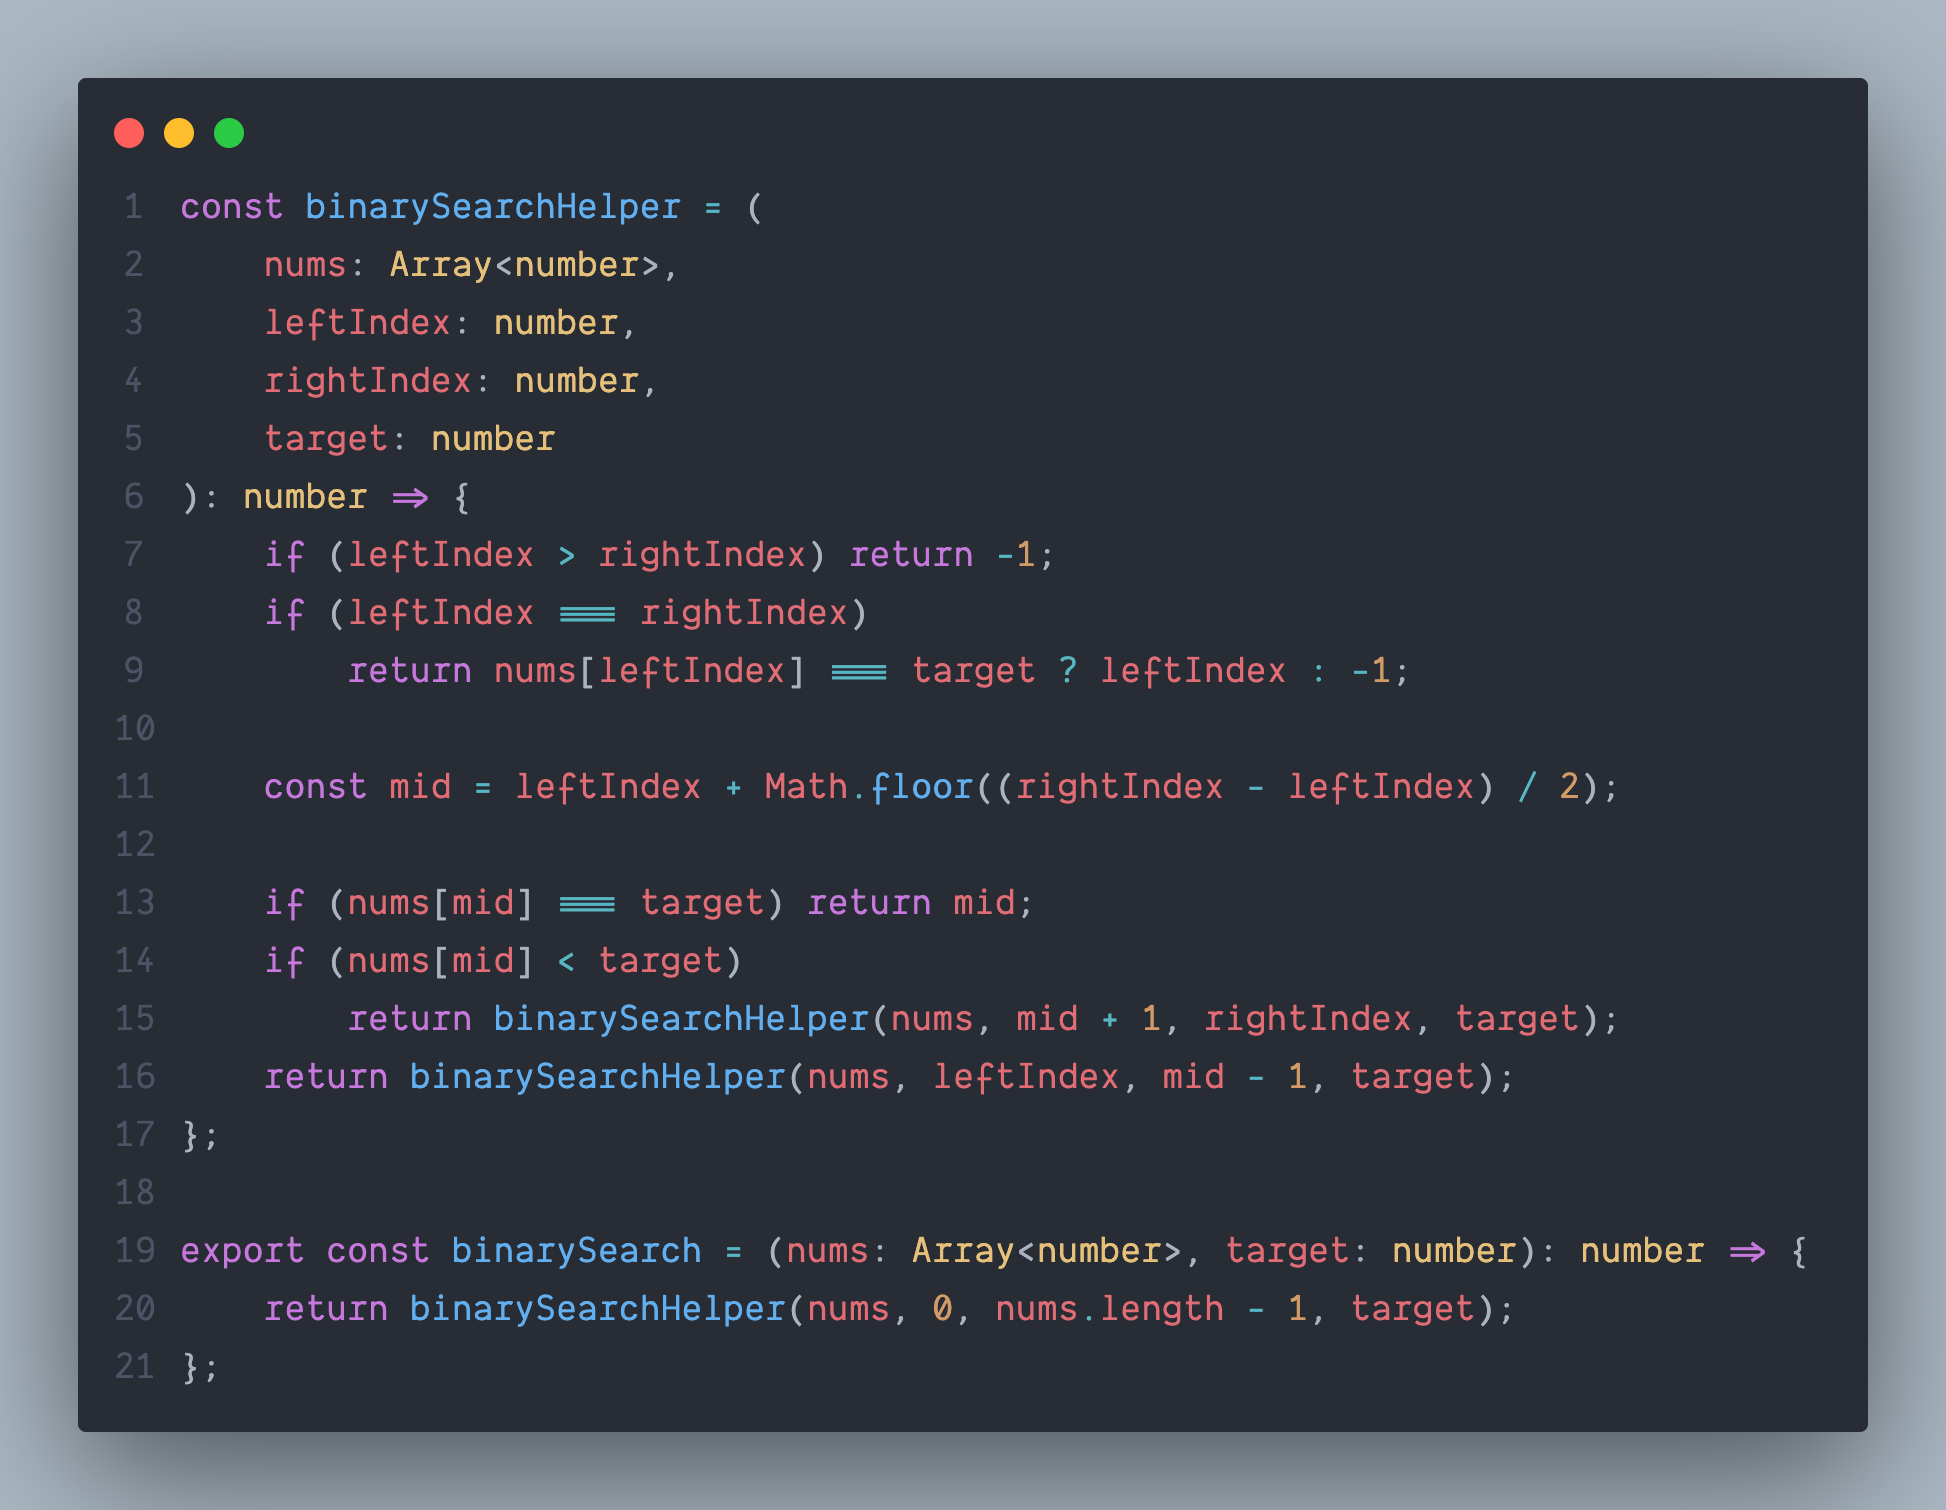 1 const binarySearchHelper = (
2     nums: Array<number>,
3     leftIndex: number,
4     rightIndex: number,
5     target: number
6 ): number => {
7     if (leftIndex > rightIndex) return -1;
8     if (leftIndex === rightIndex)
9         return nums[leftIndex] === target ? leftIndex : -1;
10
11     const mid = leftIndex + Math.floor((rightIndex - leftIndex) / 2);
12
13     if (nums[mid] === target) return mid;
14     if (nums[mid] < target)
15         return binarySearchHelper(nums, mid + 1, rightIndex, target);
16     return binarySearchHelper(nums, leftIndex, mid - 1, target);
17 };
18
19 export const binarySearch = (nums: Array<number>, target: number): number => {
20     return binarySearchHelper(nums, 0, nums.length - 1, target);
21 };